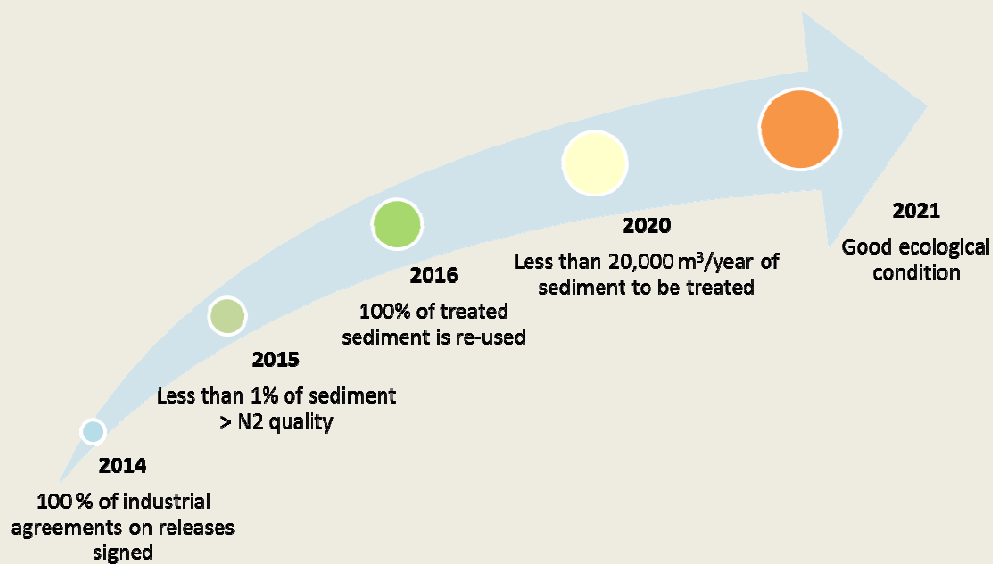 2014
100 % of industrial
agreements on releases
signed
2015
Less than 1% of sediment
> N2 quality
2016
100% of treated
sediment is re-used
2020
Less than 20,000 m³/year of
sediment to be treated
2021
Good ecological
condition